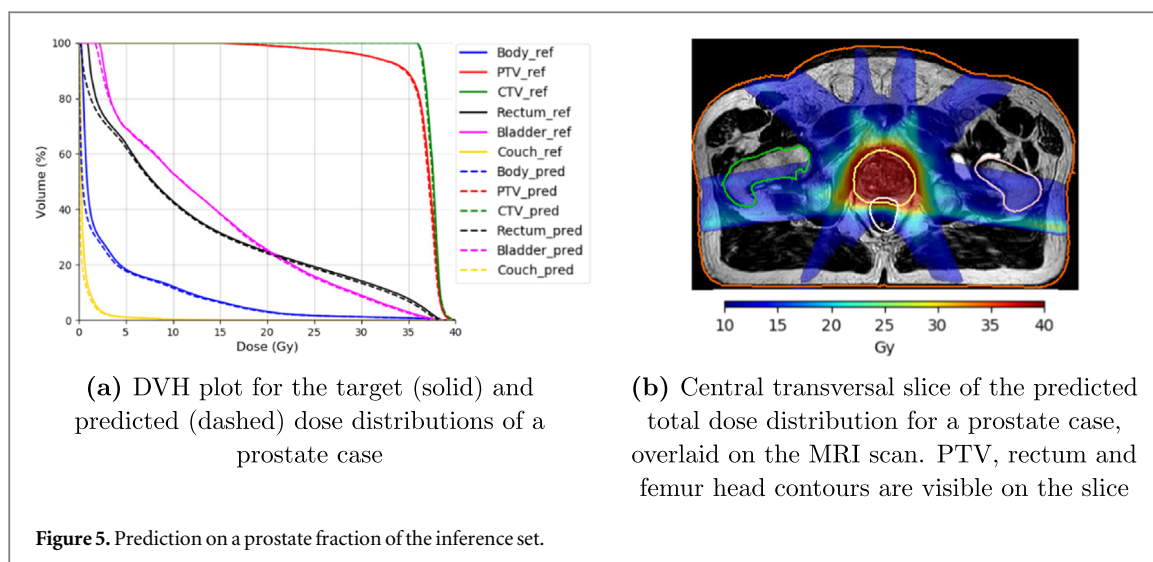 100
80
60
40
20
0
Volume (%)
0 5 10 15 20 25 30 35 40
Dose (Gy)
Body_ref
PTV_ref
CTV_ref
Rectum_ref
Bladder_ref
Couch_ref
Body_pred
PTV_pred
CTV_pred
Rectum_pred
Bladder_pred
Couch_pred
(a) DVH plot for the target (solid) and
predicted (dashed) dose distributions of a
prostate case
10 15 20 25 30 35 40
Gy
(b) Central transversal slice of the predicted
total dose distribution for a prostate case,
overlaid on the MRI scan. PTV, rectum and
femur head contours are visible on the slice
Figure 5. Prediction on a prostate fraction of the inference set.